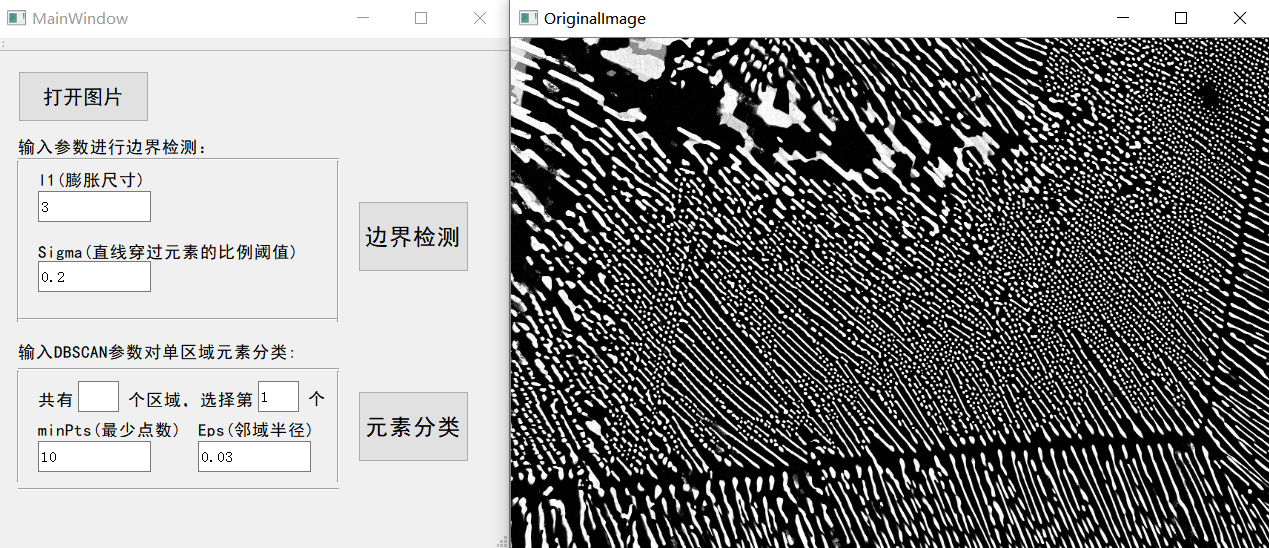 MainWindow
OriginalImage
打开图片
输入参数进行边界检测:
l1(膨胀尺寸)
3
边界检测
Sigma(直线穿过元素的比例阈值)
0.2
输入DBSCAN参数对单区域元素分类:
共有 个区域，选择第 1 个
minPts(最少点数) Eps(邻域半径)
10 0.03
元素分类